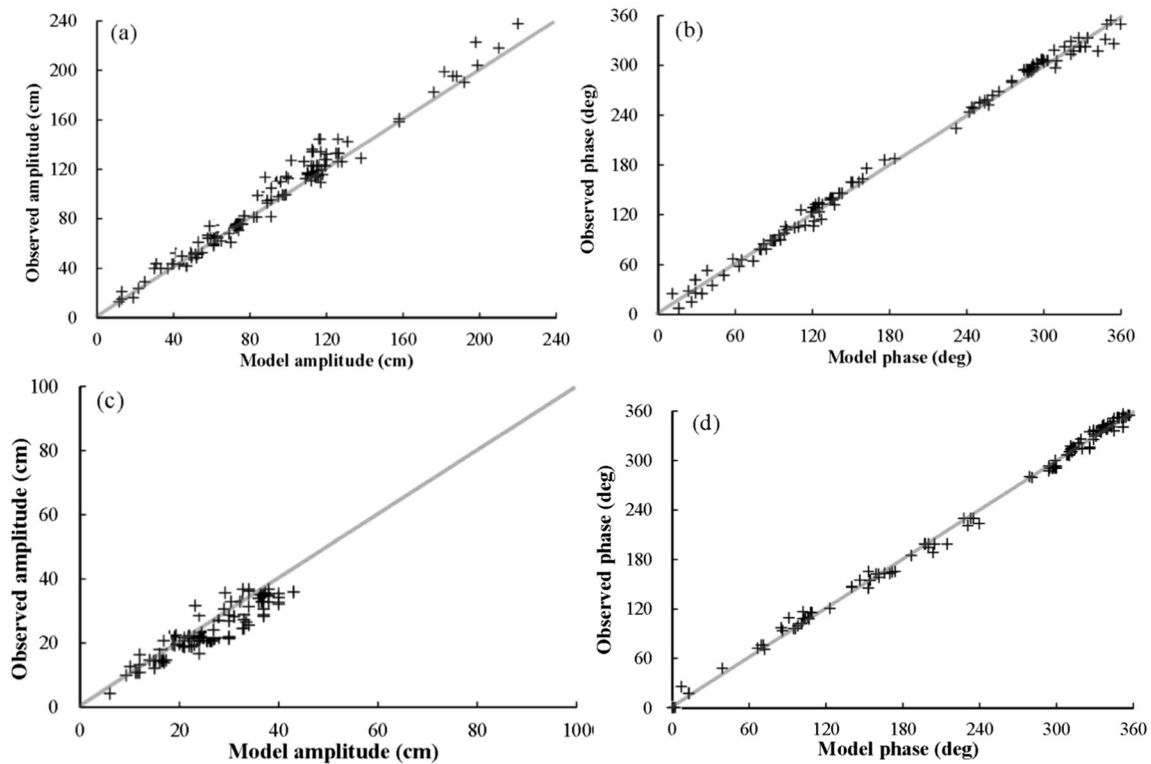 (a)
240
200
160
120
80
40
0
Observed amplitude (cm)
0 40 80 120 160 200 240
Model amplitude (cm)
(b)
360
300
240
180
120
60
0
Observed phase (deg)
60 120 180 240 300 360
Model phase (deg)
(c)
100
80
60
40
20
0
Observed amplitude (cm)
0 20 40 60 80 100
Model amplitude (cm)
(d)
360
300
240
180
120
60
0
Observed phase (deg)
0 60 120 180 240 300 360
Model phase (deg)